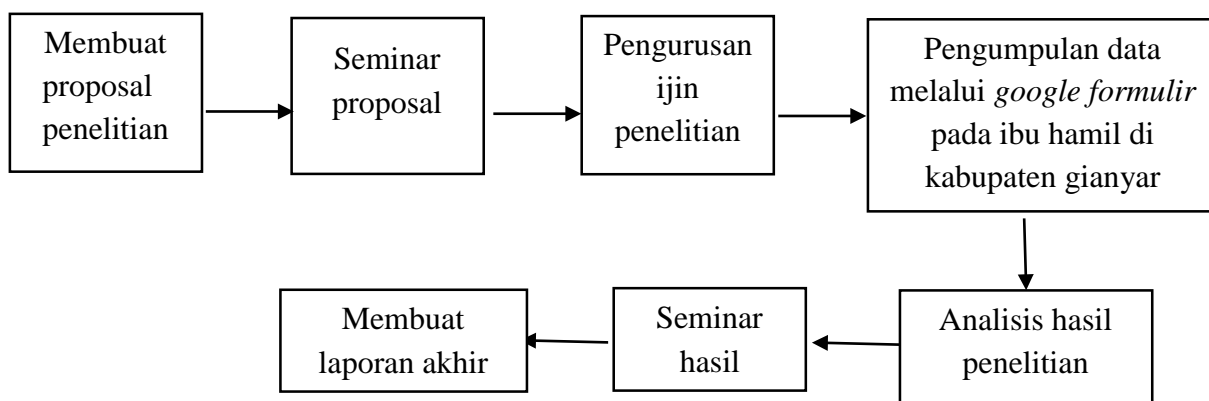 Membuat
proposal
penelitian
Seminar
proposal
Pengurusan
ijin
penelitian
Pengumpulan data
melalui google formulir
pada ibu hamil di
kabupaten gianyar
Analisis hasil
penelitian
Seminar
hasil
Membuat
laporan akhir